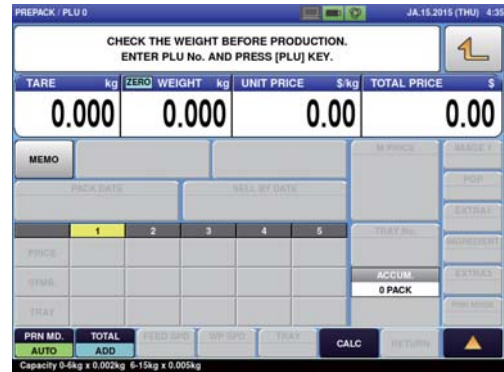 PREPACK / PLU 0
JA.15.2015 (THU) 4:35
CHECK THE WEIGHT BEFORE PRODUCTION.
ENTER PLU No. AND PRESS [PLU] KEY.
TARE kg ZERO WEIGHT kg UNIT PRICE $/kg TOTAL PRICE $
0.000 0.000 0.00 0.00
MEMO
M.PRICE
IMAGE 1
PACK DATE
SELL BY DATE
POP
EXTRA1
1 2 3 4 5
TRAY No.
INGREDIENT
PRICE
SYMB.
ACCUM.
EXTRA3
0 PACK
TRAY
PRN MD. TOTAL FEED SPD WP SPD TRAY CALC RETURN
AUTO ADD
Capacity 0-6kg x 0.002kg 6-15kg x 0.005kg